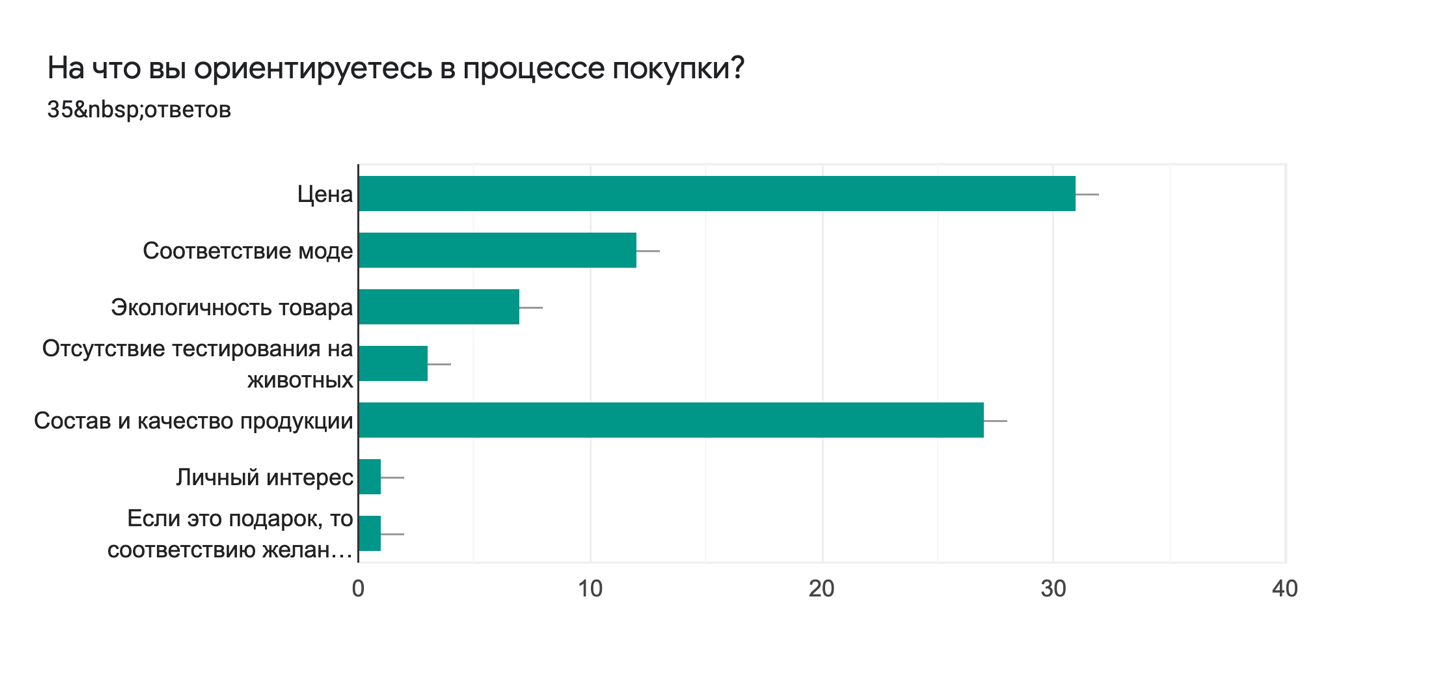 На что вы ориентируетесь в процессе покупки?
35&nbsp;ответов
Цена
Соответствие моде
Экологичность товара
Отсутствие тестирования на
животных
Состав и качество продукции
Личный интерес
Если это подарок, то
соответствию желан…
0 10 20 30 40